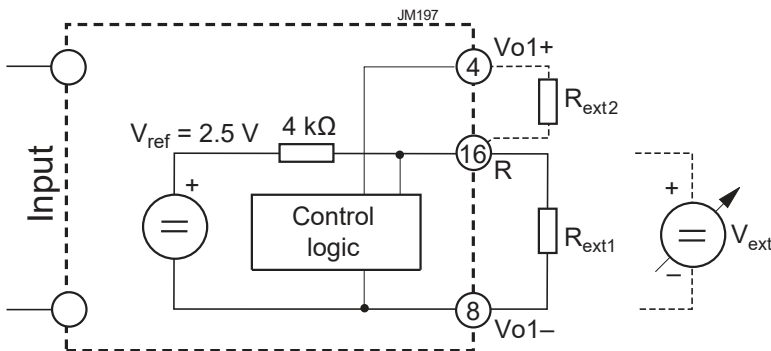 JM197
Vo1+
4
Rext2
Vref = 2.5 V
4 kΩ
16
R
+
+
Input
Control
logic
Rext1
Vext
–
8
Vo1–